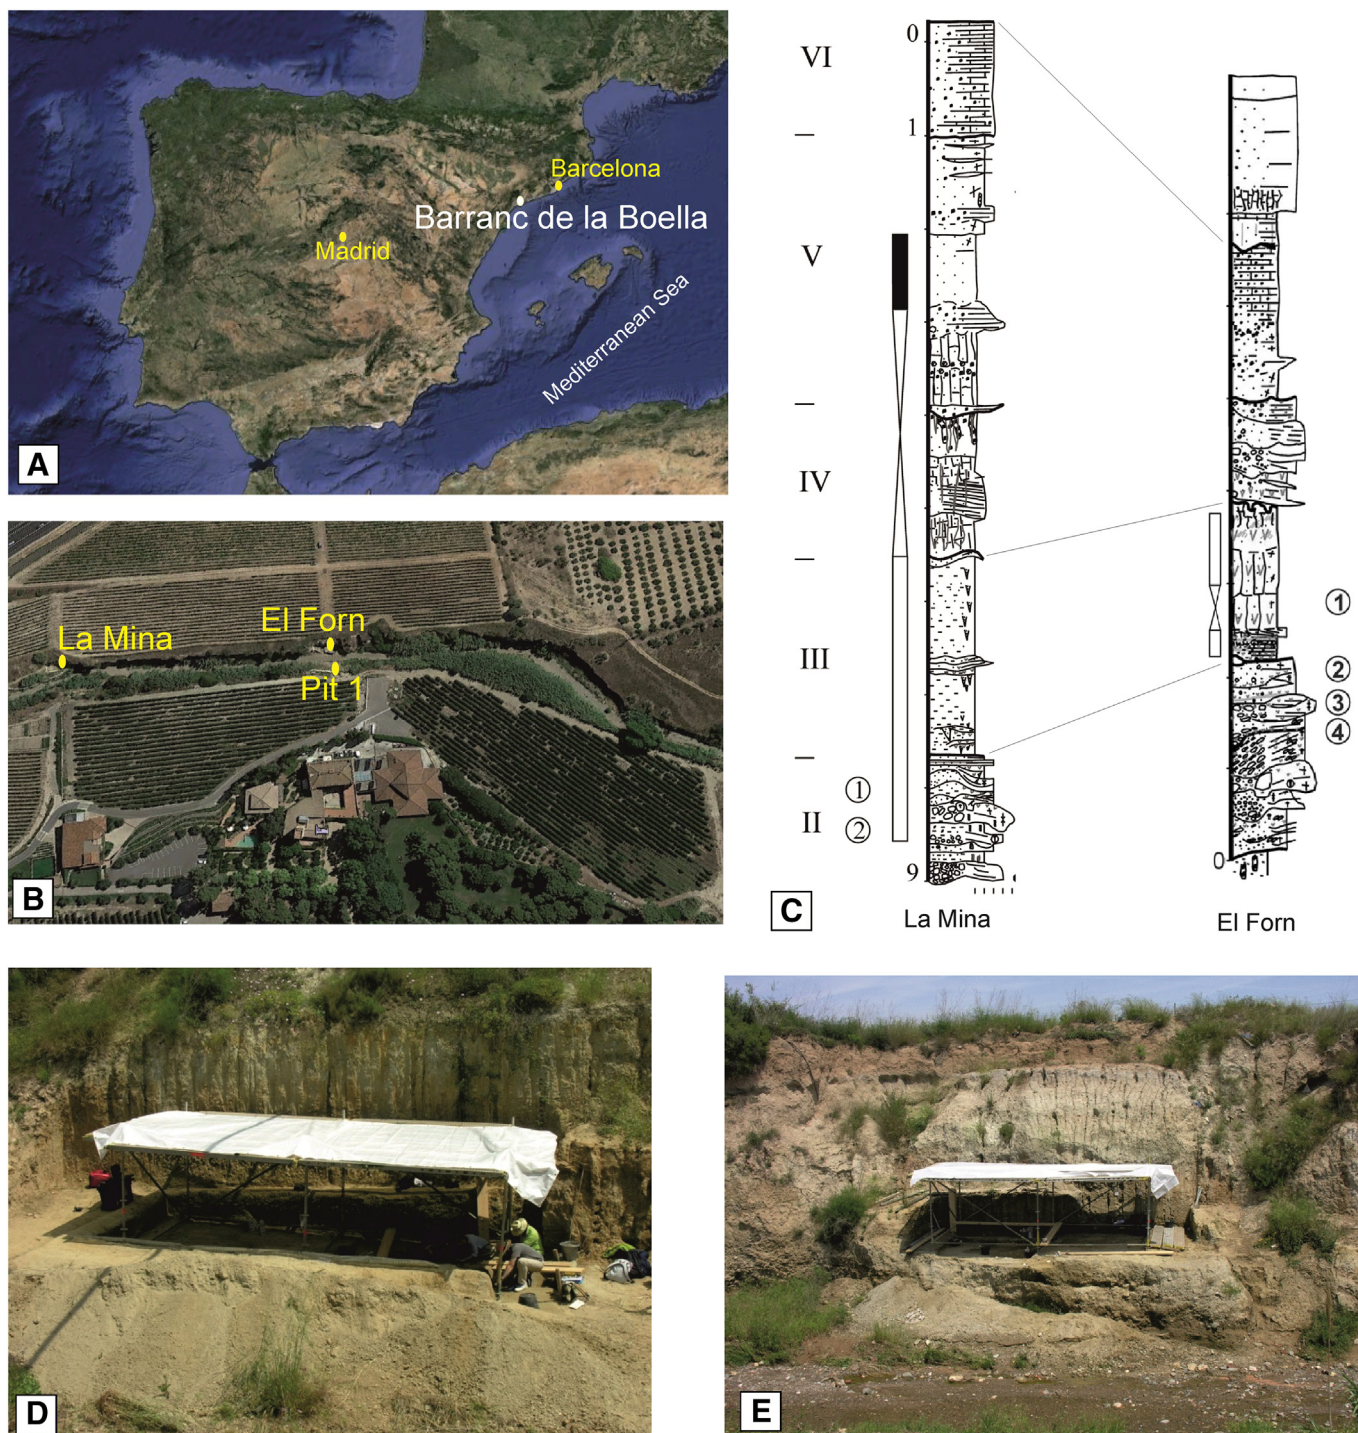 Barcelona
Barranc de la Boella
Madrid
Mediterranean Sea
A
La Mina
El Forn
Pit 1
B
VI
V
IV
III
II
0
1
9
①
②
La Mina
①
②
③
④
0
El Forn
C
D
E